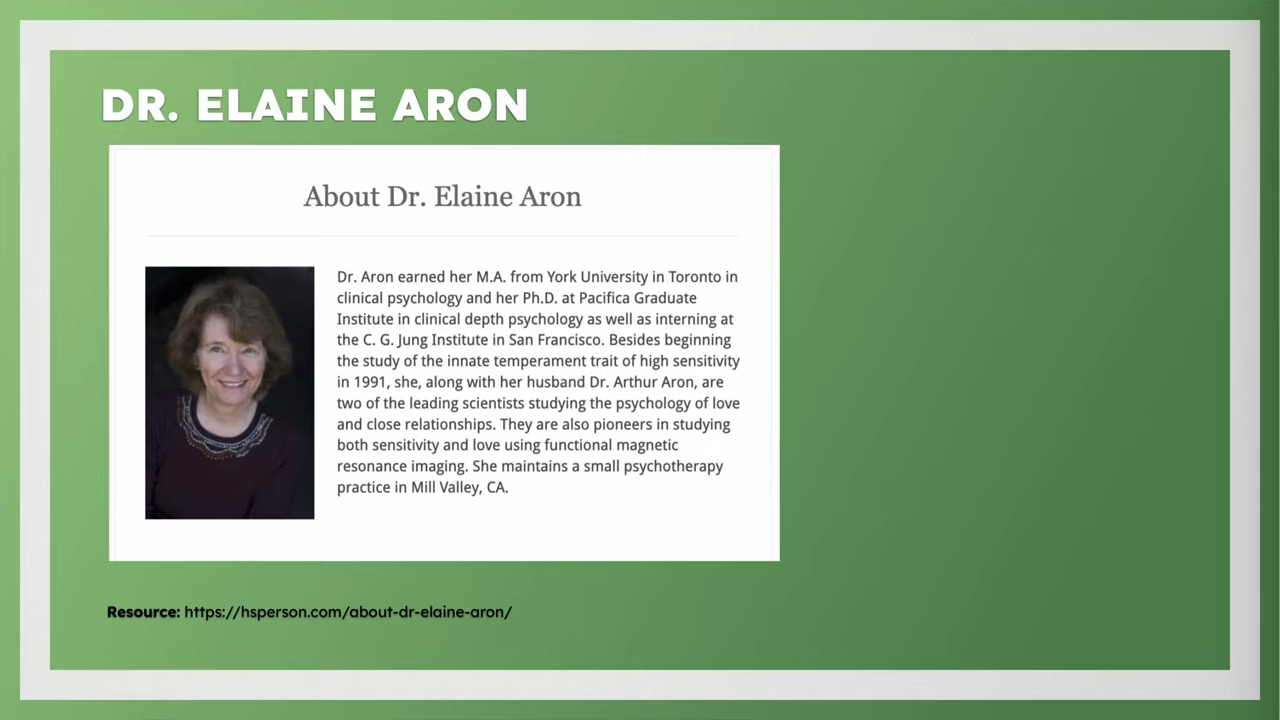 DR. ELAINE ARON
About Dr. Elaine Aron
Dr. Aron earned her M.A. from York University in Toronto in
clinical psychology and her Ph.D. at Pacifica Graduate
Institute in clinical depth psychology as well as interning at
the C. G. Jung Institute in San Francisco. Besides beginning
the study of the innate temperament trait of high sensitivity
in 1991, she, along with her husband Dr. Arthur Aron, are
two of the leading scientists studying the psychology of love
and close relationships. They are also pioneers in studying
both sensitivity and love using functional magnetic
resonance imaging. She maintains a small psychotherapy
practice in Mill Valley, CA.
Resource: https://hsperson.com/about-dr-elaine-aron/